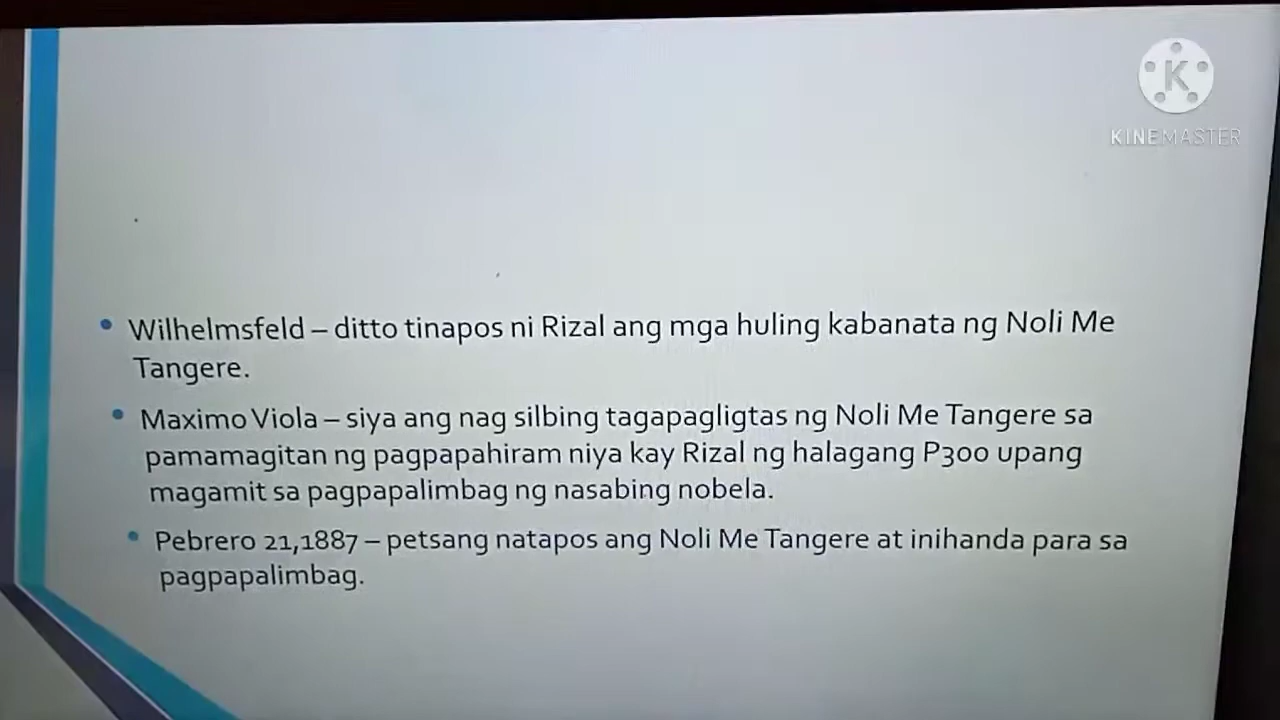 K
KINEMASTER
• Wilhelmsfeld – ditto tinapos ni Rizal ang mga huling kabanata ng Noli Me
Tangere.
• Maximo Viola – siya ang nag silbing tagapagligtas ng Noli Me Tangere sa
pamamagitan ng pagpapahiram niya kay Rizal ng halagang P300 upang
magamit sa pagpapalimbag ng nasabing nobela.
• Pebrero 21,1887 – petsang natapos ang Noli Me Tangere at inihanda para sa
pagpapalimbag.